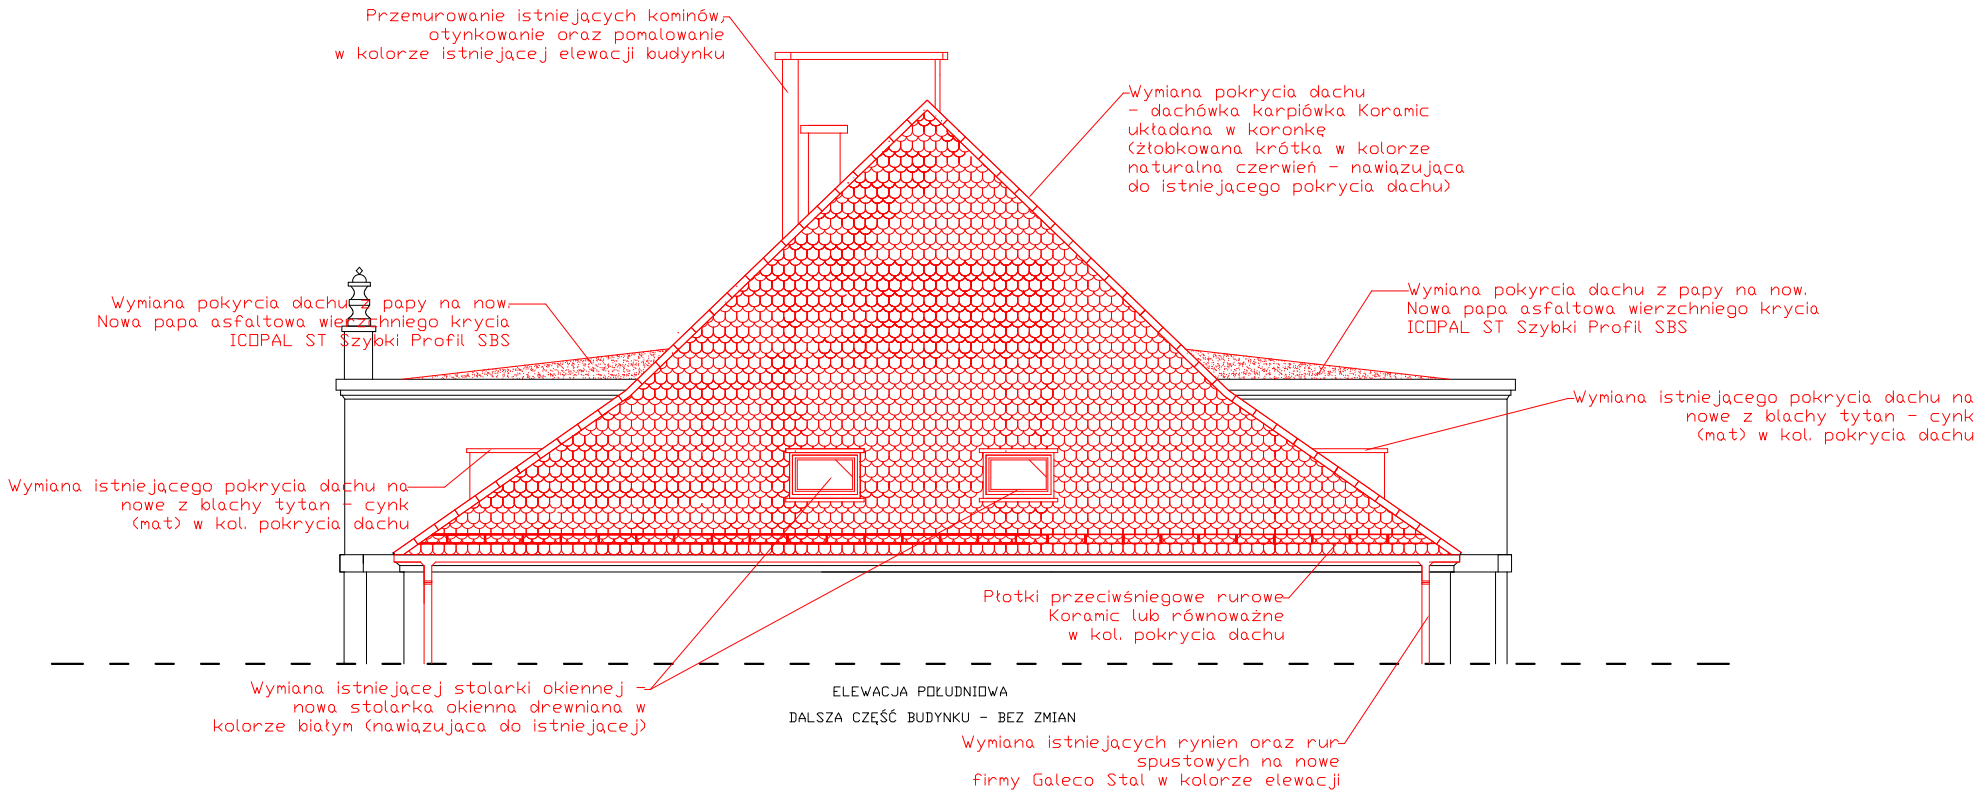 Przemurowanie istniejących kominów,
otynkowanie oraz pomalowanie
w kolorze istniejącej elewacji budynku
Wymiana pokrycia dachu
- dachówka karpiówka Koramic
układana w koronkę
(żłobkowana krótka w kolorze
naturalna czerwień - nawiązująca
do istniejącego pokrycia dachu)
Wymiana pokyrcia dachu z papy na now.
Nowa papa asfaltowa wierzchniego krycia
ICOPAL ST Szybki Profil SBS
Wymiana pokyrcia dachu z papy na now.
Nowa papa asfaltowa wierzchniego krycia
ICOPAL ST Szybki Profil SBS
Wymiana istniejącego pokrycia dachu na
nowe z blachy tytan - cynk
(mat) w kol. pokrycia dachu
Wymiana istniejącego pokrycia dachu na
nowe z blachy tytan - cynk
(mat) w kol. pokrycia dachu
Płotki przeciwśniegowe rurowe
Koramic lub równoważne
w kol. pokrycia dachu
Wymiana istniejącej stolarki okiennej -
nowa stolarka okienna drewniana w
kolorze białym (nawiązująca do istniejącej)
ELEWACJA POŁUDNIOWA
DALSZA CZĘŚĆ BUDYNKU - BEZ ZMIAN
Wymiana istniejących rynien oraz rur
spustowych na nowe
firmy Galeco Stal w kolorze elewacji